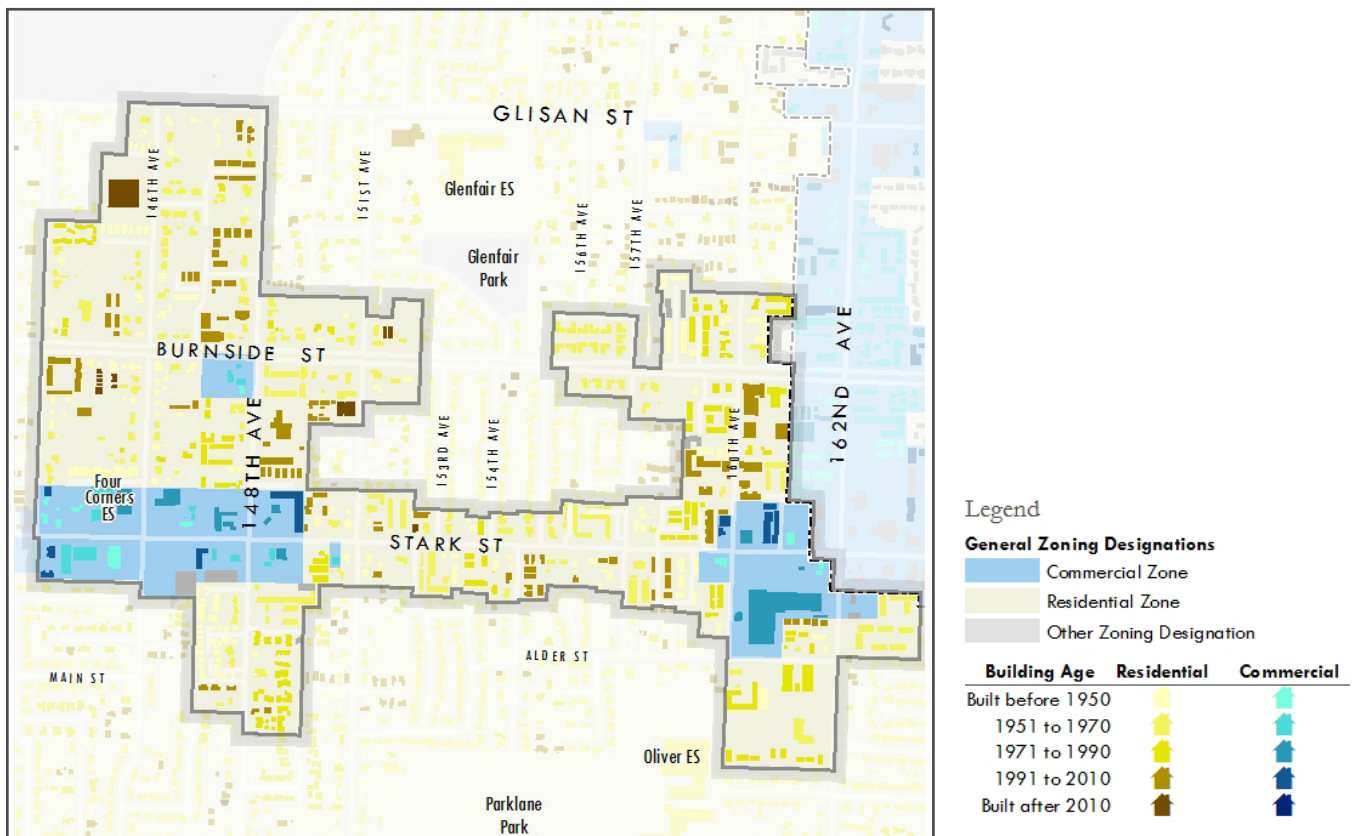 GLISAN ST
146TH AVE
151ST AVE
Glenfair ES
156TH AVE
157TH AVE
Glenfair
Park
BURNSIDE ST
162ND AVE
148TH AVE
153RD AVE
154TH AVE
160TH AVE
Four
Corners
ES
STARK ST
MAIN ST
ALDER ST
Oliver ES
Parklane
Park
Legend
General Zoning Designations
Commercial Zone
Residential Zone
Other Zoning Designation
Building Age Residential Commercial
Built before 1950
1951 to 1970
1971 to 1990
1991 to 2010
Built after 2010